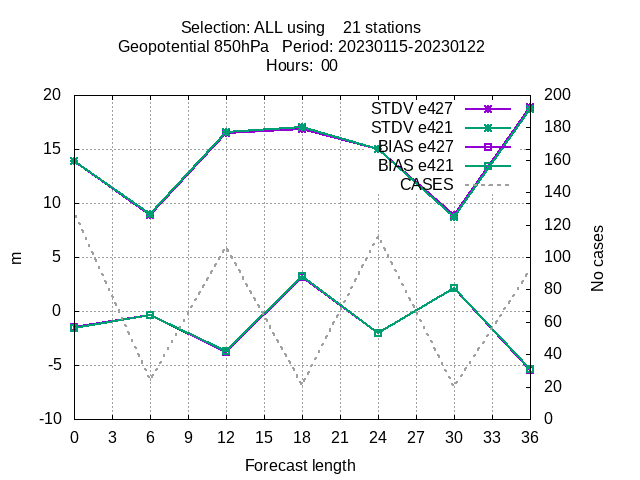 Selection: ALL using    21 stations
Geopotential 850hPa   Period: 20230115-20230122
Hours:  00
STDV e427
STDV e421
BIAS e427
BIAS e421
CASES
20
15
10
5
0
-5
-10
m
200
180
160
140
120
100
80
60
40
20
0
No cases
0 3 6 9 12 15 18 21 24 27 30 33 36
Forecast length